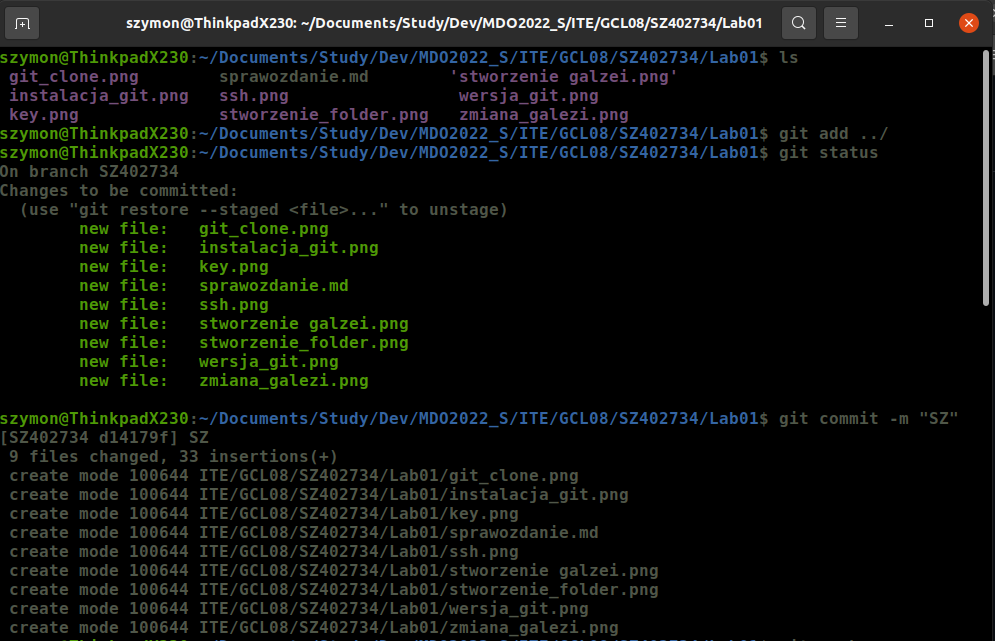 szymon@ThinkpadX230: ~/Documents/Study/Dev/MDO2022_S/ITE/GCL08/SZ402734/Lab01
szymon@ThinkpadX230:~/Documents/Study/Dev/MDO2022_S/ITE/GCL08/SZ402734/Lab01$ ls
git_clone.png sprawozdanie.md 'stworzenie galzei.png'
instalacja_git.png ssh.png wersja_git.png
key.png stworzenie_folder.png zmiana_galezi.png
szymon@ThinkpadX230:~/Documents/Study/Dev/MDO2022_S/ITE/GCL08/SZ402734/Lab01$ git add ../
szymon@ThinkpadX230:~/Documents/Study/Dev/MDO2022_S/ITE/GCL08/SZ402734/Lab01$ git status
On branch SZ402734
Changes to be committed:
(use "git restore --staged <file>..." to unstage)
new file: git_clone.png
new file: instalacja_git.png
new file: key.png
new file: sprawozdanie.md
new file: ssh.png
new file: stworzenie galzei.png
new file: stworzenie_folder.png
new file: wersja_git.png
new file: zmiana_galezi.png
szymon@ThinkpadX230:~/Documents/Study/Dev/MDO2022_S/ITE/GCL08/SZ402734/Lab01$ git commit -m "SZ"
[SZ402734 d14179f] SZ
9 files changed, 33 insertions(+)
create mode 100644 ITE/GCL08/SZ402734/Lab01/git_clone.png
create mode 100644 ITE/GCL08/SZ402734/Lab01/instalacja_git.png
create mode 100644 ITE/GCL08/SZ402734/Lab01/key.png
create mode 100644 ITE/GCL08/SZ402734/Lab01/sprawozdanie.md
create mode 100644 ITE/GCL08/SZ402734/Lab01/ssh.png
create mode 100644 ITE/GCL08/SZ402734/Lab01/stworzenie galzei.png
create mode 100644 ITE/GCL08/SZ402734/Lab01/stworzenie_folder.png
create mode 100644 ITE/GCL08/SZ402734/Lab01/wersja_git.png
create mode 100644 ITE/GCL08/SZ402734/Lab01/zmiana_galezi.png